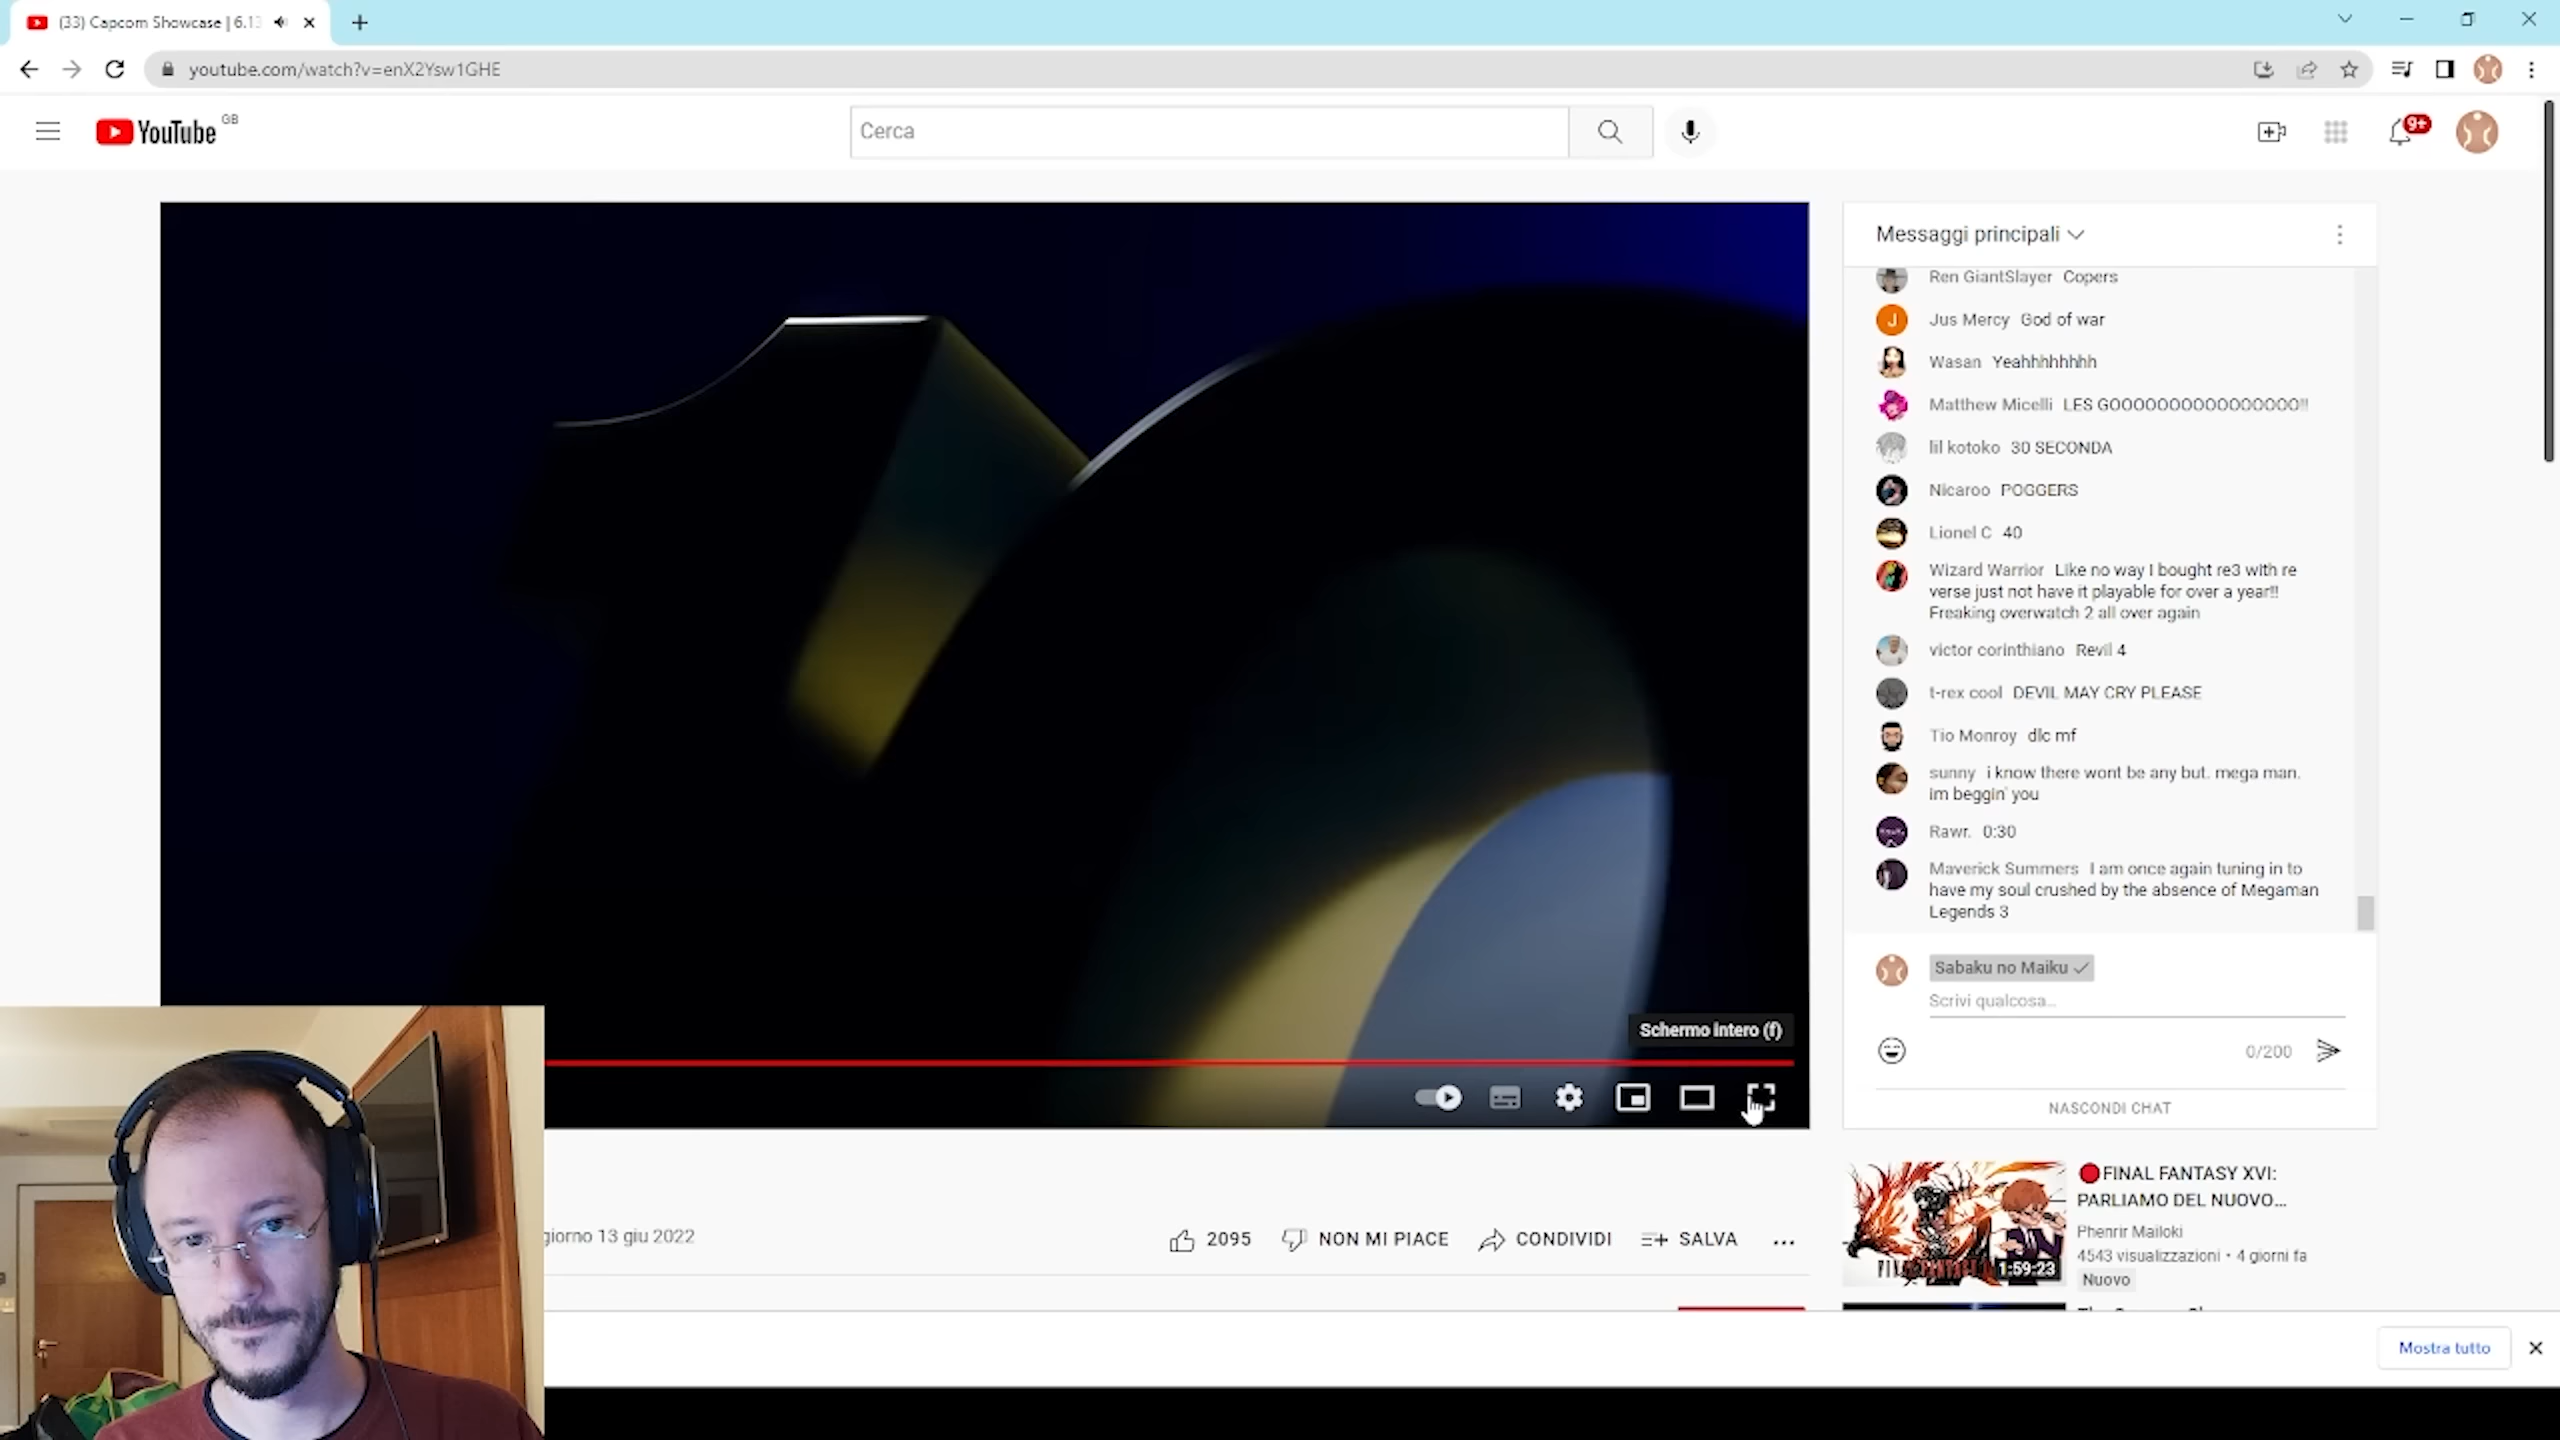 (33) Capcom Showcase | 6.13
youtube.com/watch?v=enX2Ysw1GHE
YouTube GB
Cerca
9+
Messaggi principali
Ren GiantSlayer Copers
Jus Mercy God of war
Wasan Yeahhhhhhhh
Matthew Micelli LES GOOOOOOOOOOOOOOOO!!
lil kotoko 30 SECONDA
Nicaroo POGGERS
Lionel C 40
Wizard Warrior Like no way I bought re3 with re
verse just not have it playable for over a year!!
Freaking overwatch 2 all over again
victor corinthiano Revil 4
t-rex cool DEVIL MAY CRY PLEASE
Tio Monroy dlc mf
sunny i know there wont be any but. mega man.
im beggin' you
Rawr. 0:30
Maverick Summers I am once again tuning in to
have my soul crushed by the absence of Megaman
Legends 3
Sabaku no Maiku
Scrivi qualcosa...
0/200
NASCONDI CHAT
Schermo intero (f)
giorno 13 giu 2022
2095
NON MI PIACE
CONDIVIDI
SALVA
FINAL FANTASY XVI:
PARLIAMO DEL NUOVO...
Phenrir Mailoki
4543 visualizzazioni • 4 giorni fa
Nuovo
1:59:23
Mostra tutto